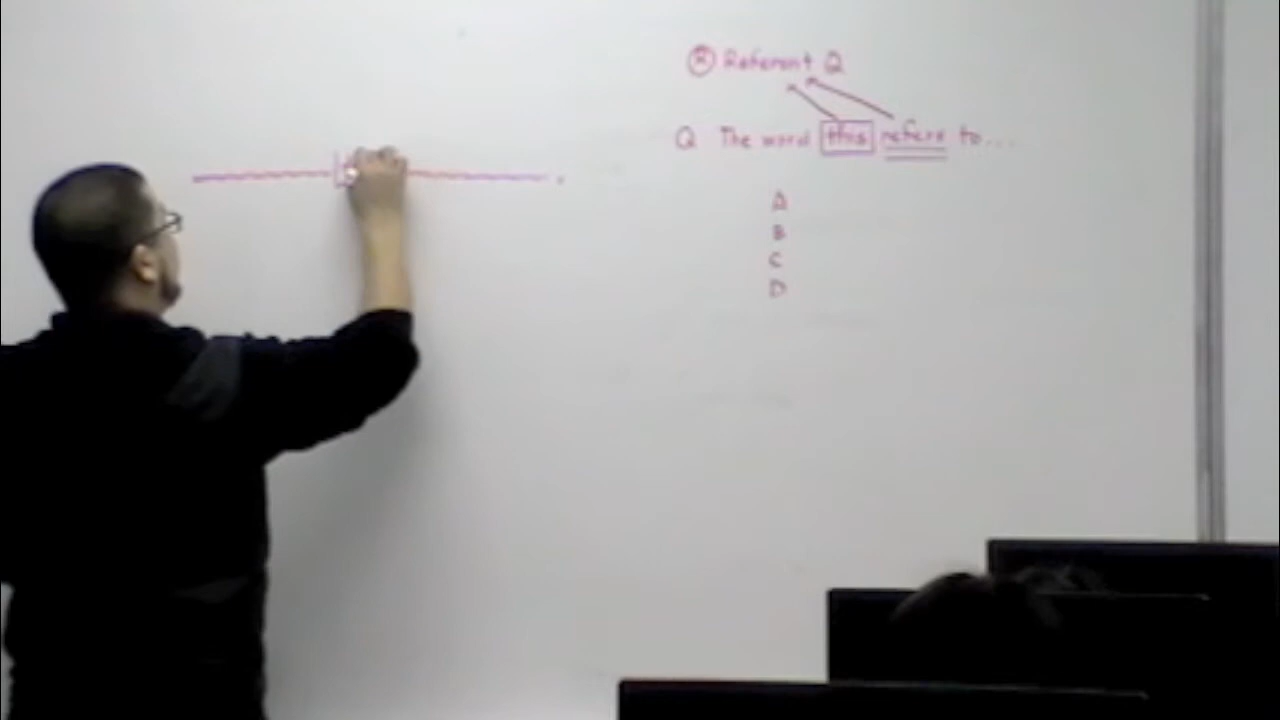 Ⓡ Referent Q
Q The word this refers to...
A
B
C
D